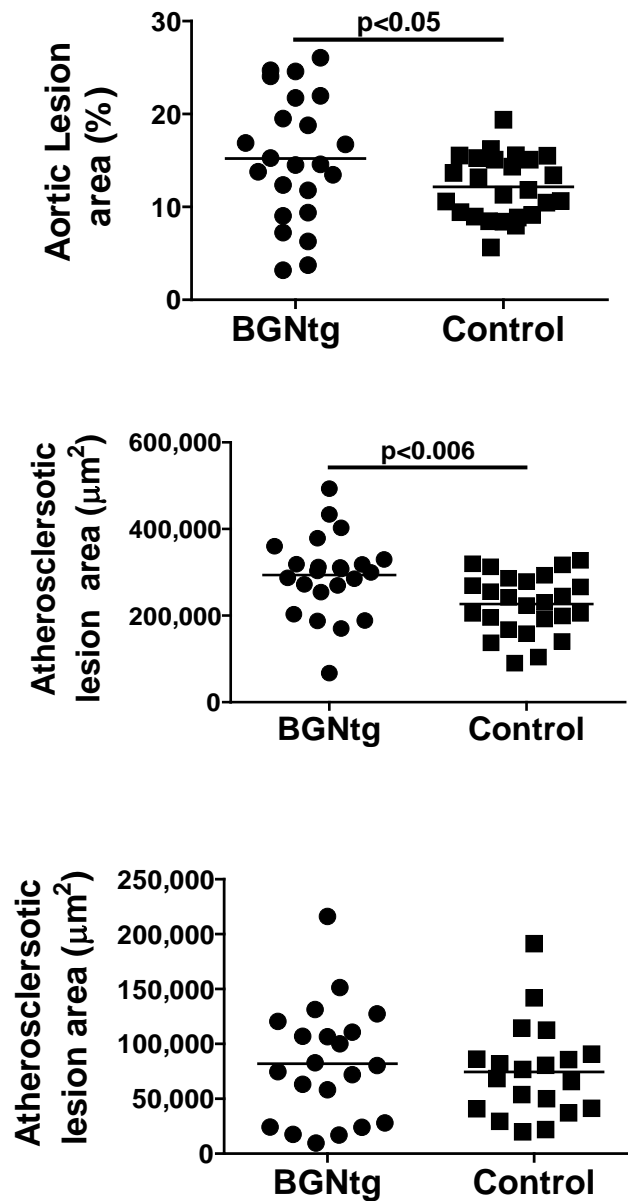 p<0.05
30
20
10
0
Aortic Lesion
area (%)
BGNtg Control
p<0.006
600,000
400,000
200,000
0
Atherosclersotic
lesion area (μm²)
BGNtg Control
250,000
200,000
150,000
100,000
50,000
0
Atherosclersotic
lesion area (μm²)
BGNtg Control